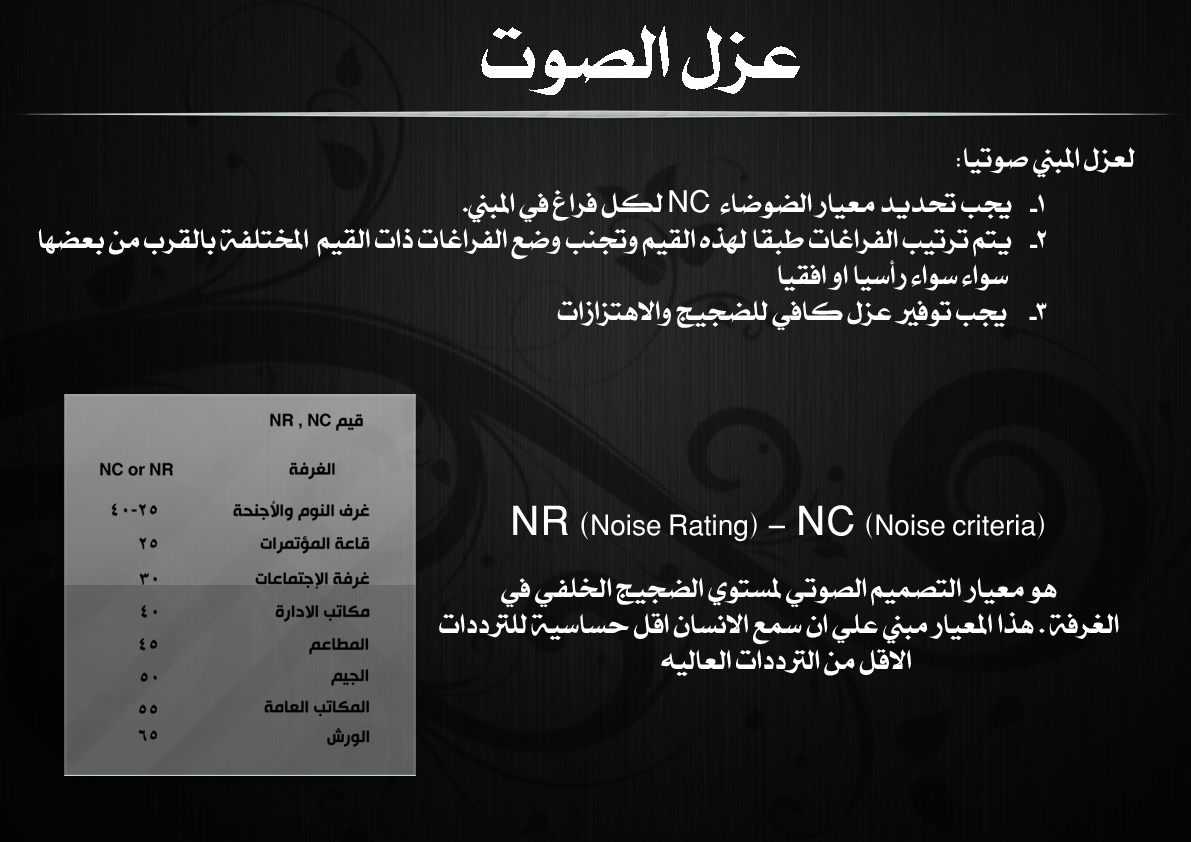 عزل الصوت
لعزل المبني صوتيا:
١ـ يجب تحديد معيار الضوضاء NC لكل فراغ في المبني.
٢ـ يتم ترتيب الفراغات طبقا لهذه القيم وتجنب وضع الفراغات ذات القيم المختلفة بالقرب من بعضها
سواء سواء رأسيا او افقيا
٣ـ يجب توفير عزل كافي للضجيج والاهتزازات
NR (Noise Rating) – NC (Noise criteria)
هو معيار التصميم الصوتي لمستوي الضجيج الخلفي في
الغرفة . هذا المعيار مبني علي ان سمع الانسان اقل حساسية للترددات
الاقل من الترددات العاليه
قيم NR , NC
الغرفة NC or NR
غرف النوم والأجنحة ٢٥-٤٠
قاعة المؤتمرات ٢٥
غرفة الإجتماعات ٣٠
مكاتب الادارة ٤٠
المطاعم ٤٥
الجيم ٥٠
المكاتب العامة ٥٥
الورش ٦٥